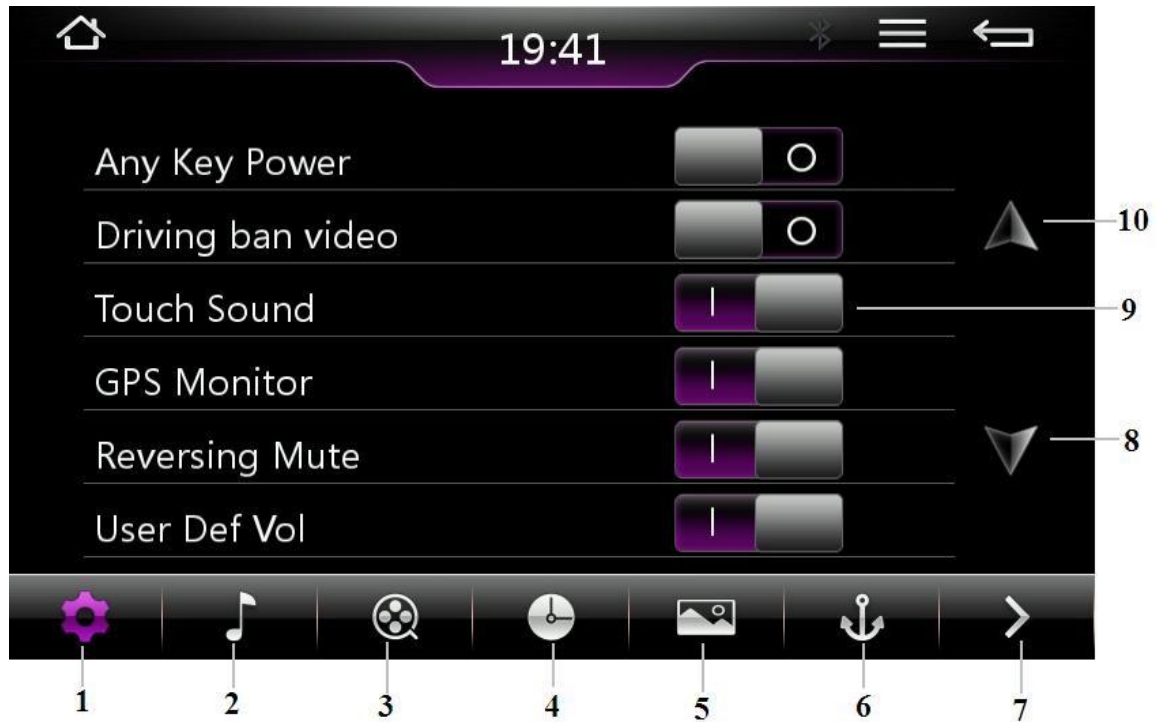 19:41
Any Key Power
Driving ban video
10
Touch Sound
9
GPS Monitor
Reversing Mute
8
User Def Vol
1 2 3 4 5 6 7